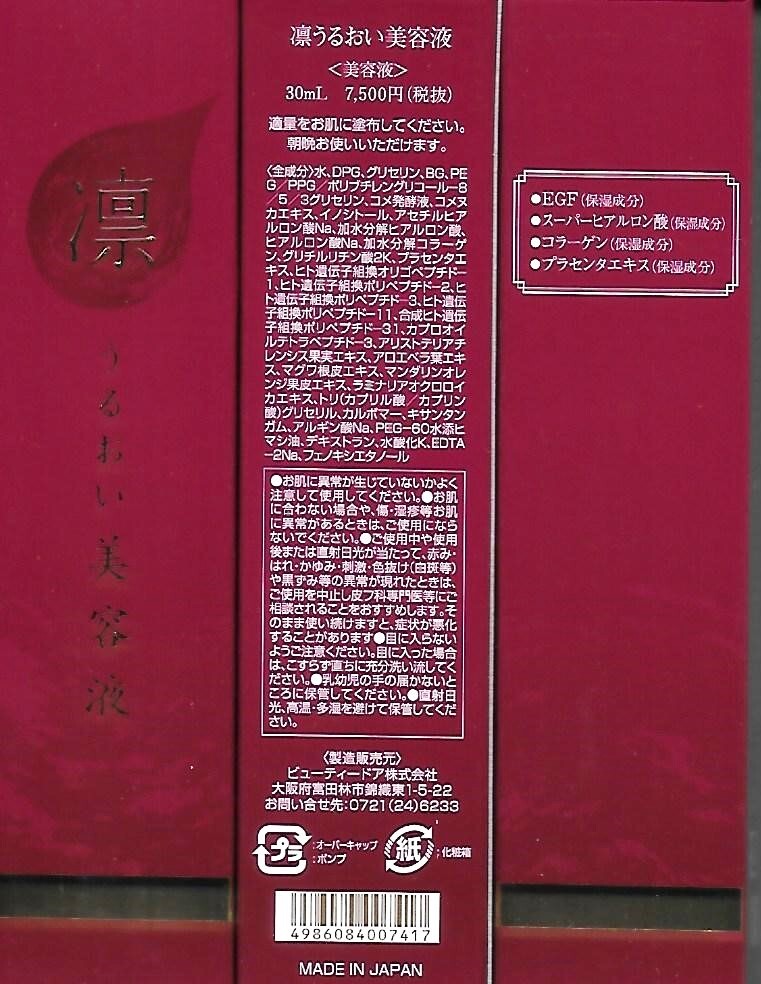 凛
うるおい美容液
凛うるおい美容液
〈美容液〉
30mL 7,500円(税抜)
適量をお肌に塗布してください。
朝晩お使いいただけます。
〈全成分〉水、DPG、グリセリン、BG、PE
G／PPG／ポリブチレングリコール－8
／5／3グリセリン、コメ発酵液、コメヌ
カエキス、イノシトール、アセチルヒア
ルロン酸Na、加水分解ヒアルロン酸、
ヒアルロン酸Na、加水分解コラーゲ
ン、グリチルリチン酸2K、プラセンタエ
キス、ヒト遺伝子組換オリゴペプチド－
1、ヒト遺伝子組換ポリペプチド－2、ヒ
ト遺伝子組換ポリペプチド－3、ヒト遺伝
子組換ポリペプチド－11、合成ヒト遺伝
子組換ポリペプチド－31、カプロオイ
ルテトラペプチド－3、アリストテリアチ
レンシス果実エキス、アロエベラ葉エキ
ス、マグワ根皮エキス、マンダリンオレ
ンジ果皮エキス、ラミナリアオクロロイ
カエキス、トリ(カプリル酸／カプリン
酸)グリセリル、カルボマー、キサンタン
ガム、アルギン酸Na、PEG－60水添ヒ
マシ油、デキストラン、水酸化K、EDTA
－2Na、フェノキシエタノール
●お肌に異常が生じていないかよく
注意して使用してください。●お肌
に合わない場合や、傷・湿疹等お肌
に異常があるときは、ご使用になら
ないでください。●ご使用中や使用
後または直射日光が当たって、赤み・
はれ・かゆみ・刺激・色抜け(白斑等)
や黒ずみ等の異常が現れたときは、
ご使用を中止し皮フ科専門医等にご
相談されることをおすすめします。そ
のまま使い続けますと、症状が悪化
することがあります●目に入らない
ようご注意ください。目に入った場合
は、こすらず直ちに充分洗い流してく
ださい。●乳幼児の手の届かないと
ころに保管してください。●直射日
光、高温・多湿を避けて保管してくだ
さい。
〈製造販売元〉
ビューティードア株式会社
大阪府富田林市錦織東1-5-22
お問い合せ先:0721(24)6233
プラ :オーバーキャップ
:ポンプ
紙 ;化粧箱
4986084007417
MADE IN JAPAN
●EGF(保湿成分)
●スーパーヒアルロン酸(保湿成分)
●コラーゲン(保湿成分)
●プラセンタエキス(保湿成分)